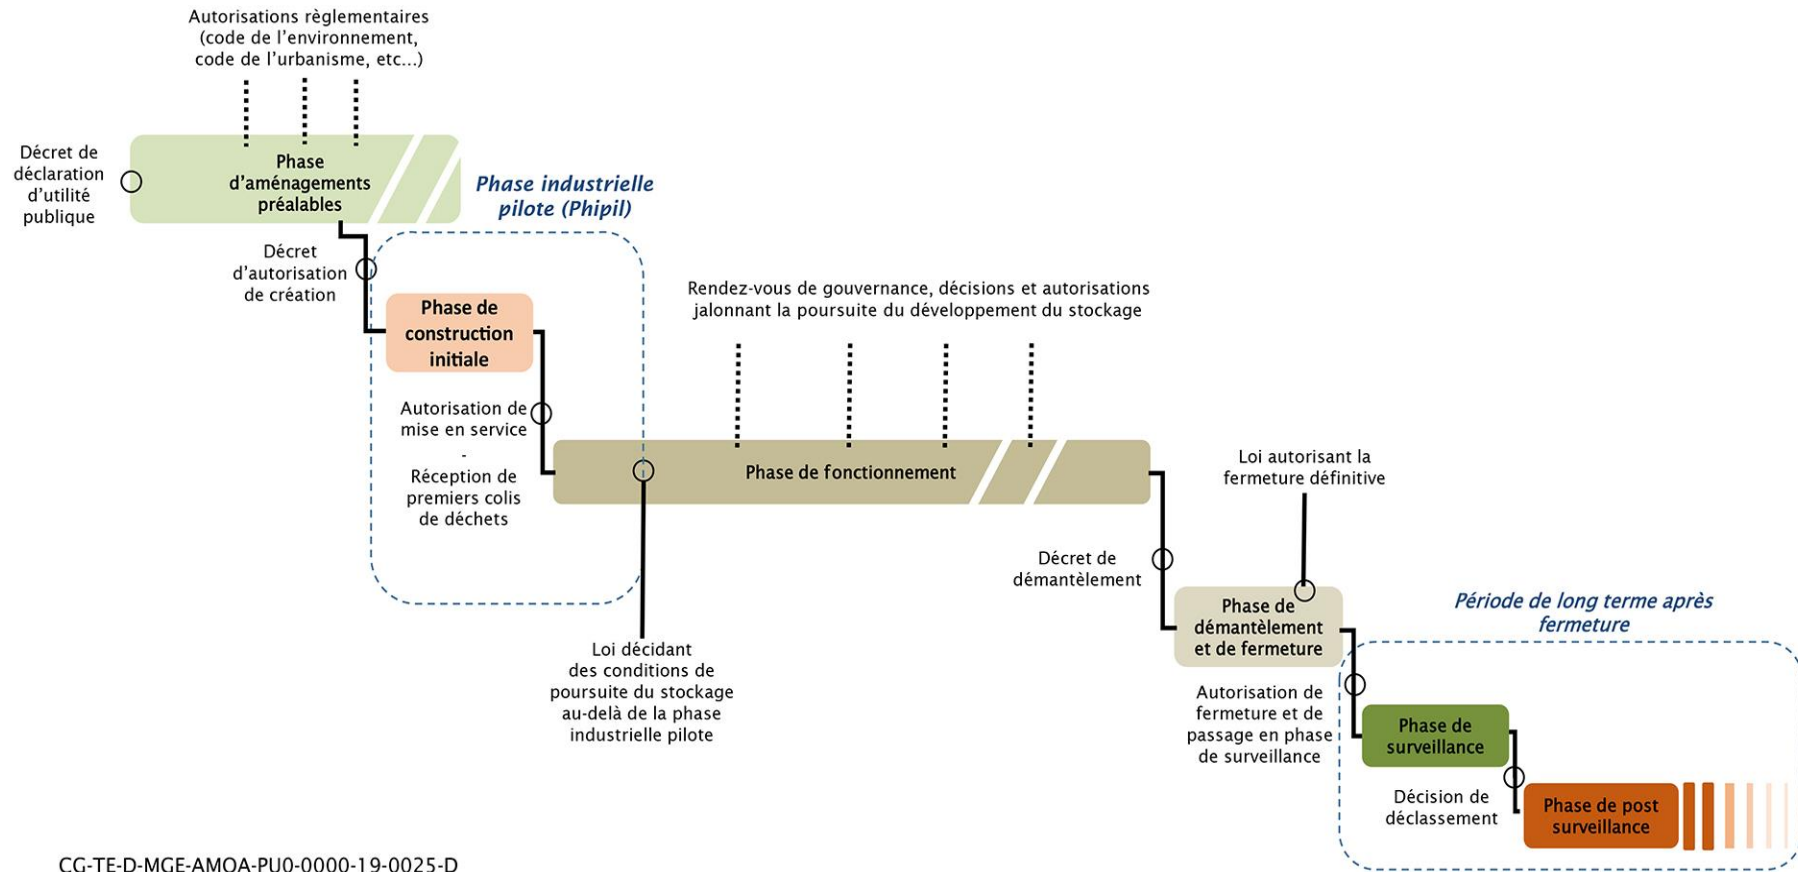 Autorisations règlementaires
(code de l'environnement,
code de l'urbanisme, etc...)
Décret de
déclaration
d'utilité
publique
Phase
d'aménagements
préalables
Phase industrielle
pilote (Phipil)
Décret
d'autorisation
de création
Phase de
construction
initiale
Rendez-vous de gouvernance, décisions et autorisations
jalonnant la poursuite du développement du stockage
Autorisation de
mise en service
-
Réception de
premiers colis
de déchets
Phase de fonctionnement
Loi autorisant la
fermeture définitive
Décret de
démantèlement
Phase de
démantèlement
et de fermeture
Période de long terme après
fermeture
Loi décidant
des conditions de
poursuite du stockage
au-delà de la phase
industrielle pilote
Autorisation de
fermeture et de
passage en phase
de surveillance
Phase de
surveillance
Décision de
déclassement
Phase de post
surveillance
CG-TE-D-MGE-AMOA-PU0-0000-19-0025-D